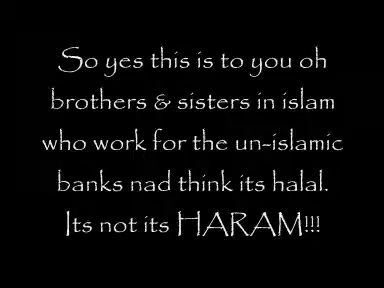 So yes this is to you oh
brothers & sisters in islam
who work for the un-islamic
banks nad think its halal.
Its not its HARAM!!!